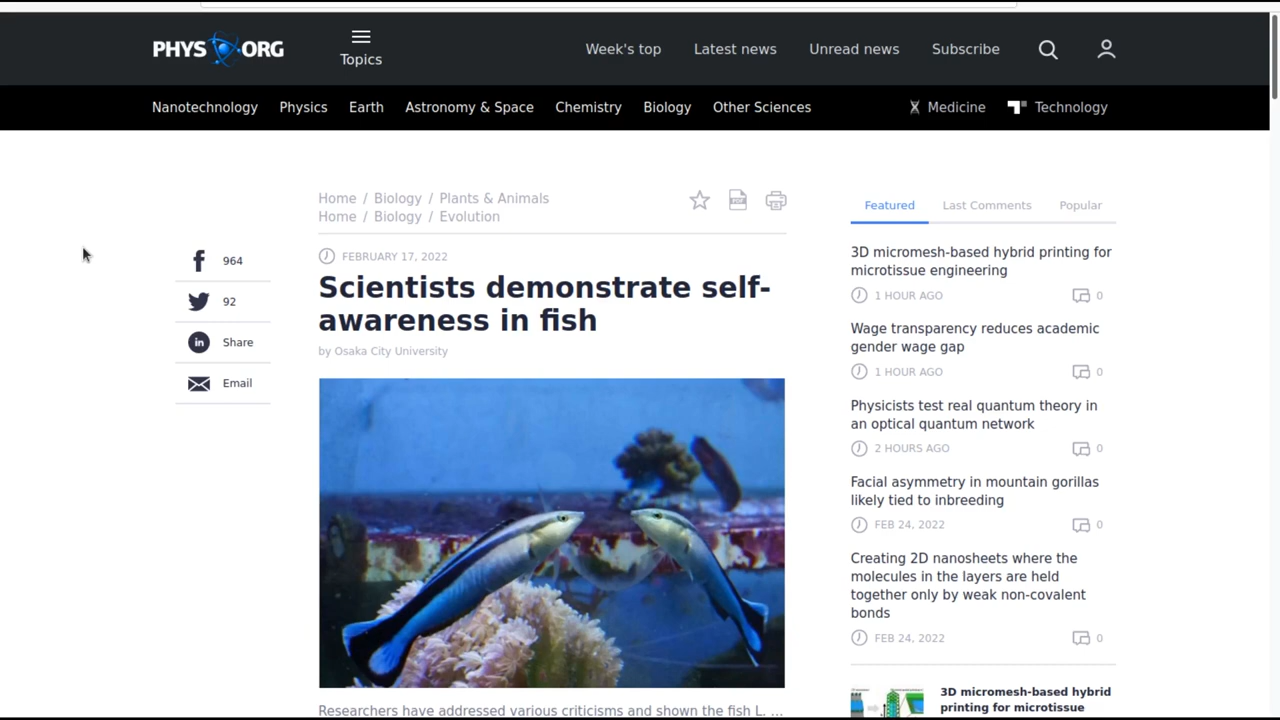 PHYS ORG
Topics
Week's top
Latest news
Unread news
Subscribe
Nanotechnology
Physics
Earth
Astronomy & Space
Chemistry
Biology
Other Sciences
Medicine
Technology
Home / Biology / Plants & Animals
Home / Biology / Evolution
PDF
964
92
in Share
Email
FEBRUARY 17, 2022
Scientists demonstrate self-
awareness in fish
by Osaka City University
Researchers have addressed various criticisms and shown the fish L. ...
Featured
Last Comments
Popular
3D micromesh-based hybrid printing for
microtissue engineering
1 HOUR AGO
0
Wage transparency reduces academic
gender wage gap
1 HOUR AGO
0
Physicists test real quantum theory in
an optical quantum network
2 HOURS AGO
0
Facial asymmetry in mountain gorillas
likely tied to inbreeding
FEB 24, 2022
0
Creating 2D nanosheets where the
molecules in the layers are held
together only by weak non-covalent
bonds
FEB 24, 2022
0
3D micromesh-based hybrid
printing for microtissue